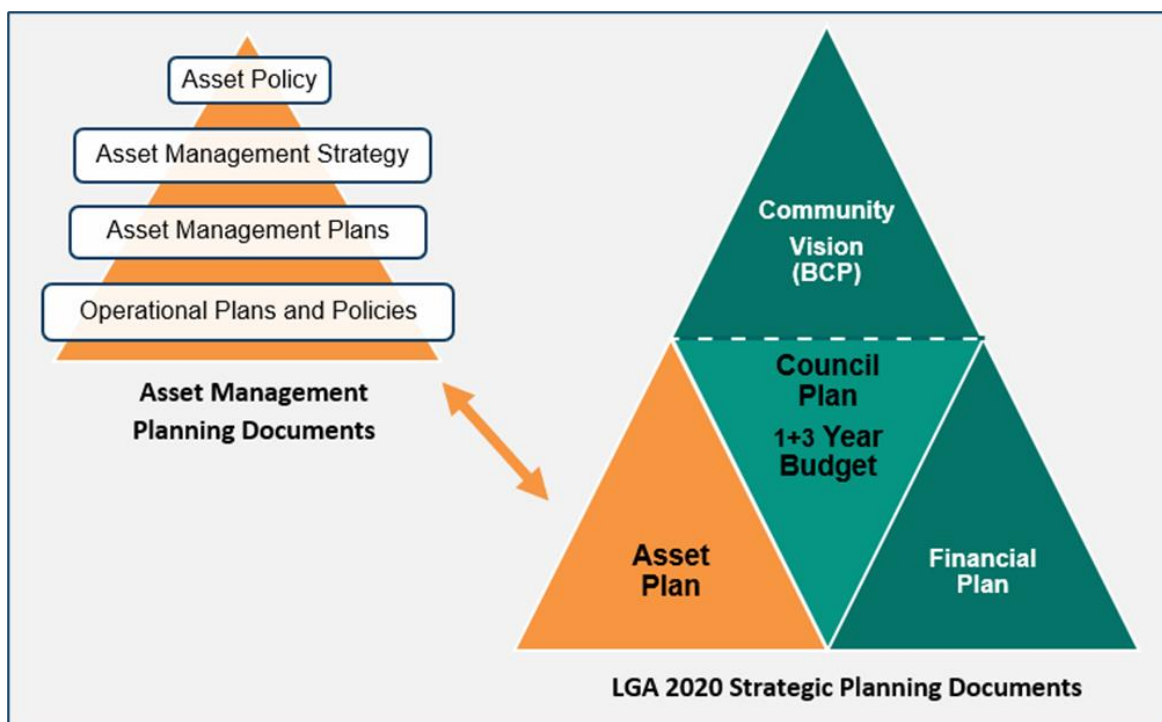 Asset Policy
Asset Management Strategy
Asset Management Plans
Operational Plans and Policies
Asset Management
Planning Documents
Community
Vision
(BCP)
Council
Plan
1+3 Year
Budget
Asset
Plan
Financial
Plan
LGA 2020 Strategic Planning Documents